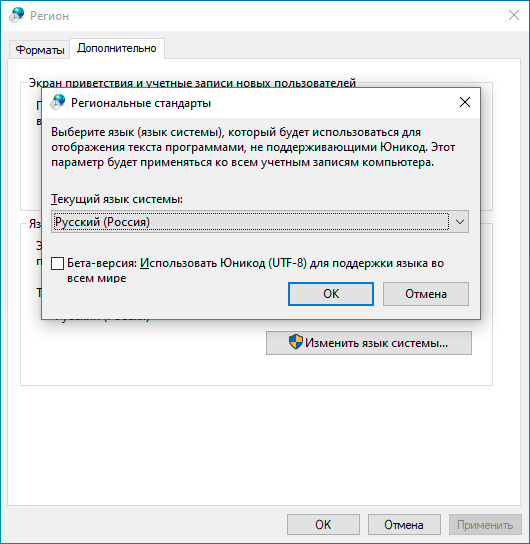 Регион
Форматы
Дополнительно
Экран приветствия и учетные записи новых пользователей
Региональные стандарты
Выберите язык (язык системы), который будет использоваться для
отображения текста программами, не поддерживающими Юникод. Этот
параметр будет применяться ко всем учетным записям компьютера.
Текущий язык системы:
Русский (Россия)
Бета-версия: Использовать Юникод (UTF-8) для поддержки языка во
всем мире
OK
Отмена
Изменить язык системы...
OK
Отмена
Применить